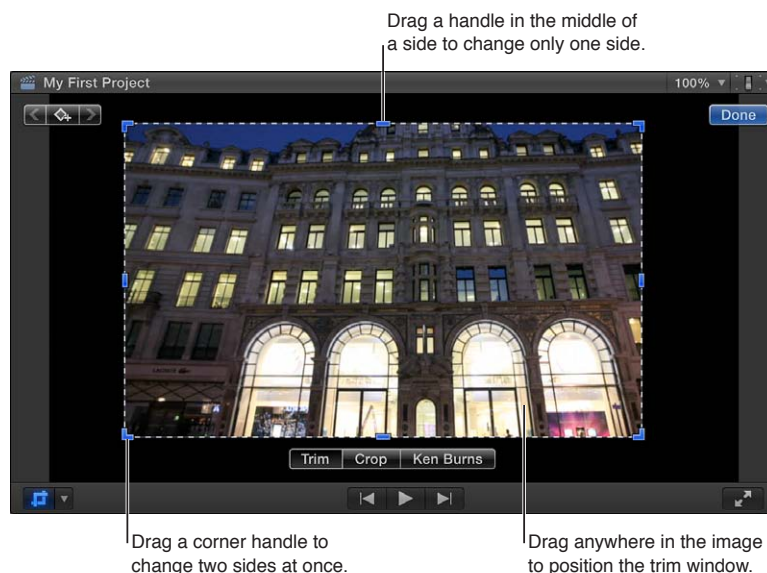 Drag a handle in the middle of
a side to change only one side.
My First Project
100%
Done
Trim Crop Ken Burns
Drag a corner handle to
change two sides at once.
Drag anywhere in the image
to position the trim window.